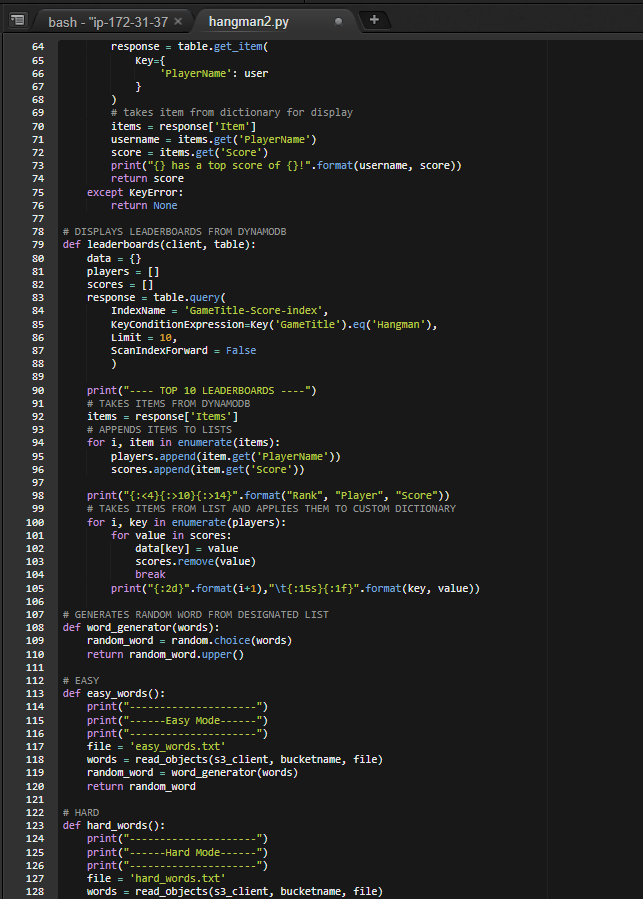 bash - "ip-172-31-37 × hangman2.py
64 response = table.get_item(
65 Key={
66 'PlayerName': user
67 }
68 )
69 # takes item from dictionary for display
70 items = response['Item']
71 username = items.get('PlayerName')
72 score = items.get('Score')
73 print("{} has a top score of {}!".format(username, score))
74 return score
75 except KeyError:
76 return None
77
78 # DISPLAYS LEADERBOARDS FROM DYNAMODB
79 def leaderboards(client, table):
80 data = {}
81 players = []
82 scores = []
83 response = table.query(
84 IndexName = 'GameTitle-Score-index',
85 KeyConditionExpression=Key('GameTitle').eq('Hangman'),
86 Limit = 10,
87 ScanIndexForward = False
88 )
89
90 print("---- TOP 10 LEADERBOARDS ----")
91 # TAKES ITEMS FROM DYNAMODB
92 items = response['Items']
93 # APPENDS ITEMS TO LISTS
94 for i, item in enumerate(items):
95 players.append(item.get('PlayerName'))
96 scores.append(item.get('Score'))
97
98 print("{:<4}{:>10}{:>14}".format("Rank", "Player", "Score"))
99 # TAKES ITEMS FROM LIST AND APPLIES THEM TO CUSTOM DICTIONARY
100 for i, key in enumerate(players):
101 for value in scores:
102 data[key] = value
103 scores.remove(value)
104 break
105 print("{:2d}".format(i+1),"\t{:15s}{:1f}".format(key, value))
106
107 # GENERATES RANDOM WORD FROM DESIGNATED LIST
108 def word_generator(words):
109 random_word = random.choice(words)
110 return random_word.upper()
111
112 # EASY
113 def easy_words():
114 print("---------------------")
115 print("------Easy Mode------")
116 print("---------------------")
117 file = 'easy_words.txt'
118 words = read_objects(s3_client, bucketname, file)
119 random_word = word_generator(words)
120 return random_word
121
122 # HARD
123 def hard_words():
124 print("---------------------")
125 print("------Hard Mode------")
126 print("---------------------")
127 file = 'hard_words.txt'
128 words = read_objects(s3_client, bucketname, file)